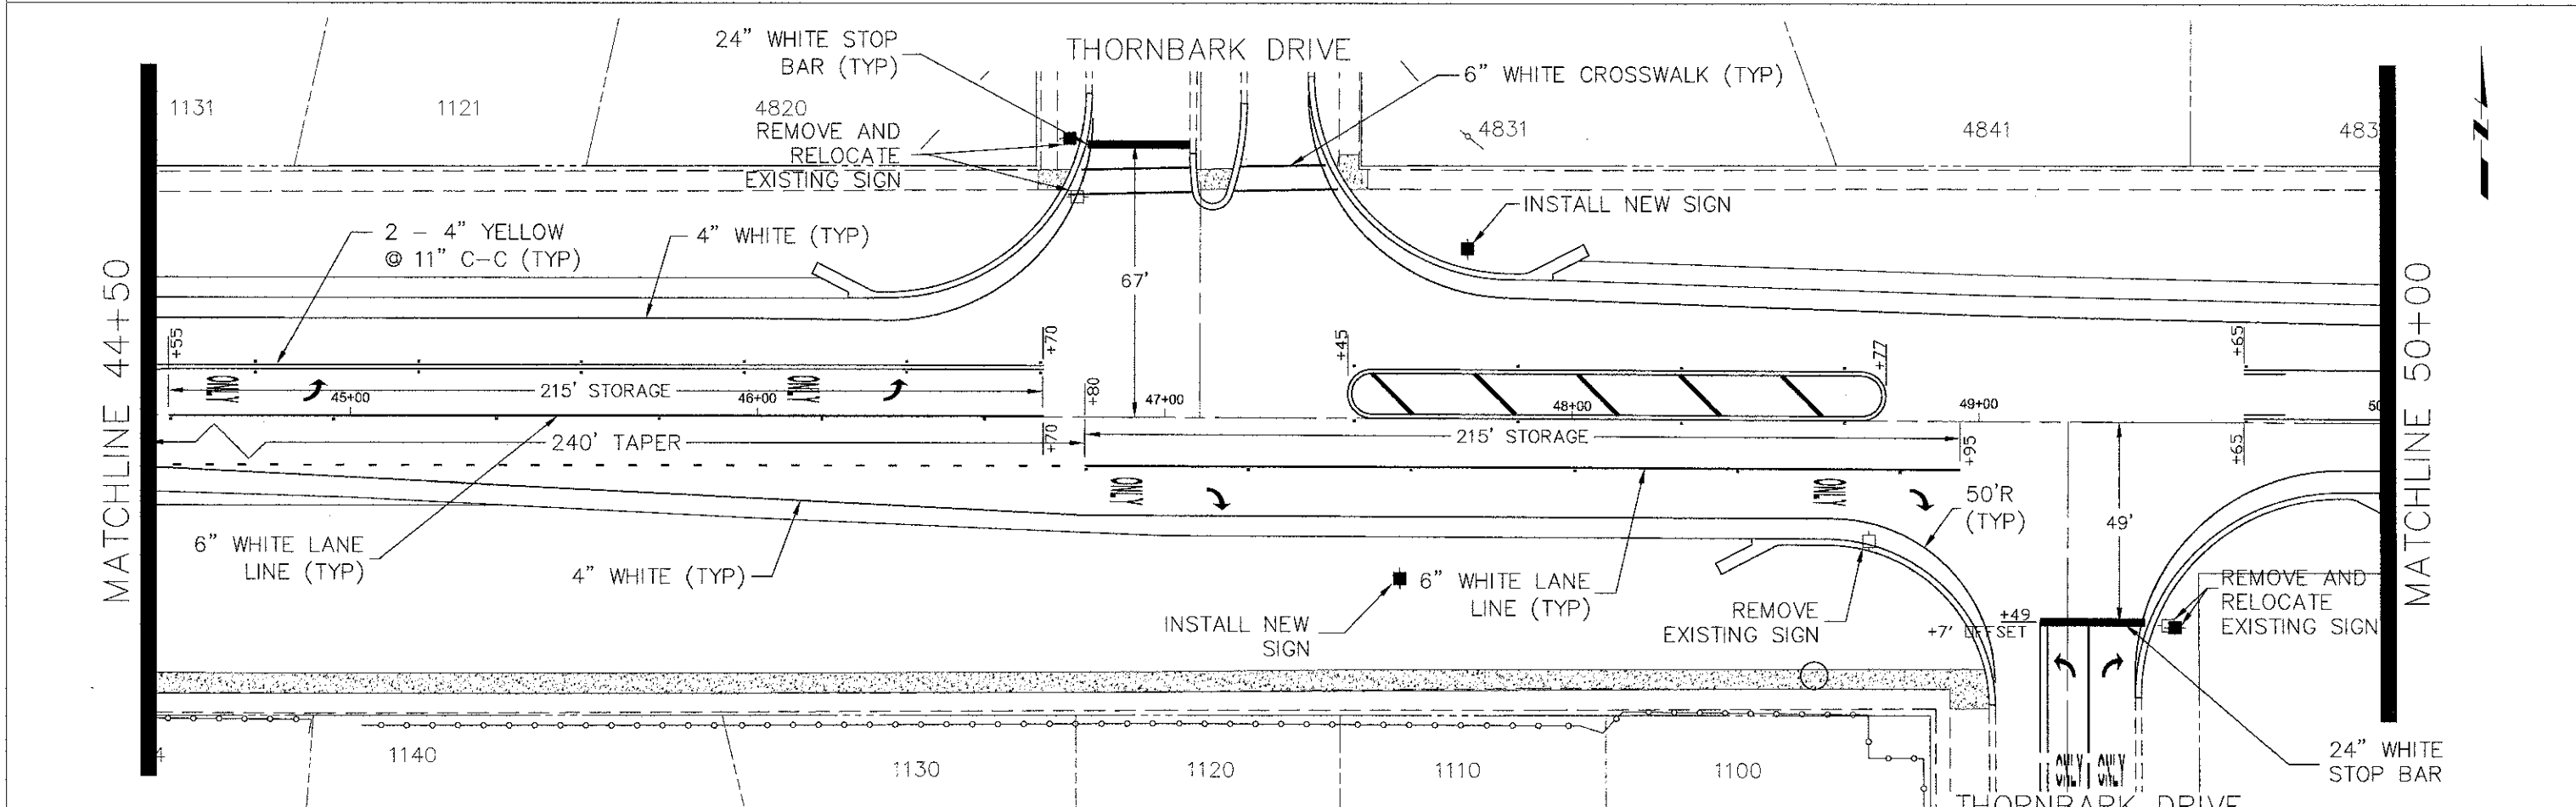 24" WHITE STOP
BAR (TYP)
THORNBARK DRIVE
6" WHITE CROSSWALK (TYP)
1131
1121
4820
4831
4841
483
REMOVE AND
RELOCATE
EXISTING SIGN
INSTALL NEW SIGN
2 - 4" YELLOW
@ 11" C-C (TYP)
4" WHITE (TYP)
67'
MATCHLINE 44+50
MATCHLINE 50+00
+55
+70
+45
+77
+65
ONLY
215' STORAGE
45+00
46+00
ONLY
+80
47+00
48+00
49+00
50
240' TAPER
+70
215' STORAGE
+95
+65
ONLY
ONLY
50'R
(TYP)
49'
6" WHITE LANE
LINE (TYP)
4" WHITE (TYP)
INSTALL NEW
SIGN
6" WHITE LANE
LINE (TYP)
REMOVE
EXISTING SIGN
+49
+7' OFFSET
REMOVE AND
RELOCATE
EXISTING SIGN
4
1140
1130
1120
1110
1100
ONLY ONLY
24" WHITE
STOP BAR
THORNBARK DRIVE